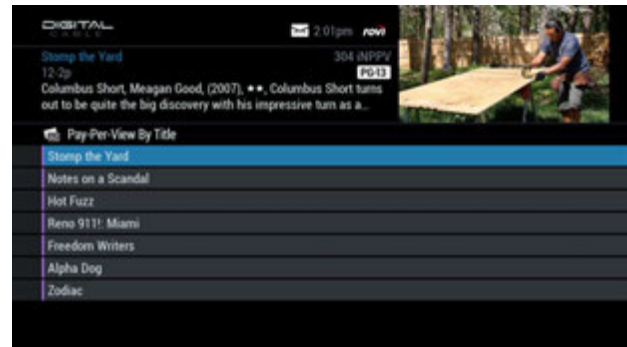 DIGITAL
CABLE
2:01pm rovi
Stomp the Yard 304 iNPPV
12-2p PG-13
Columbus Short, Meagan Good, (2007), ★★, Columbus Short turns
out to be quite the big discovery with his impressive turn as a...
Pay-Per-View By Title
Stomp the Yard
Notes on a Scandal
Hot Fuzz
Reno 911!: Miami
Freedom Writers
Alpha Dog
Zodiac